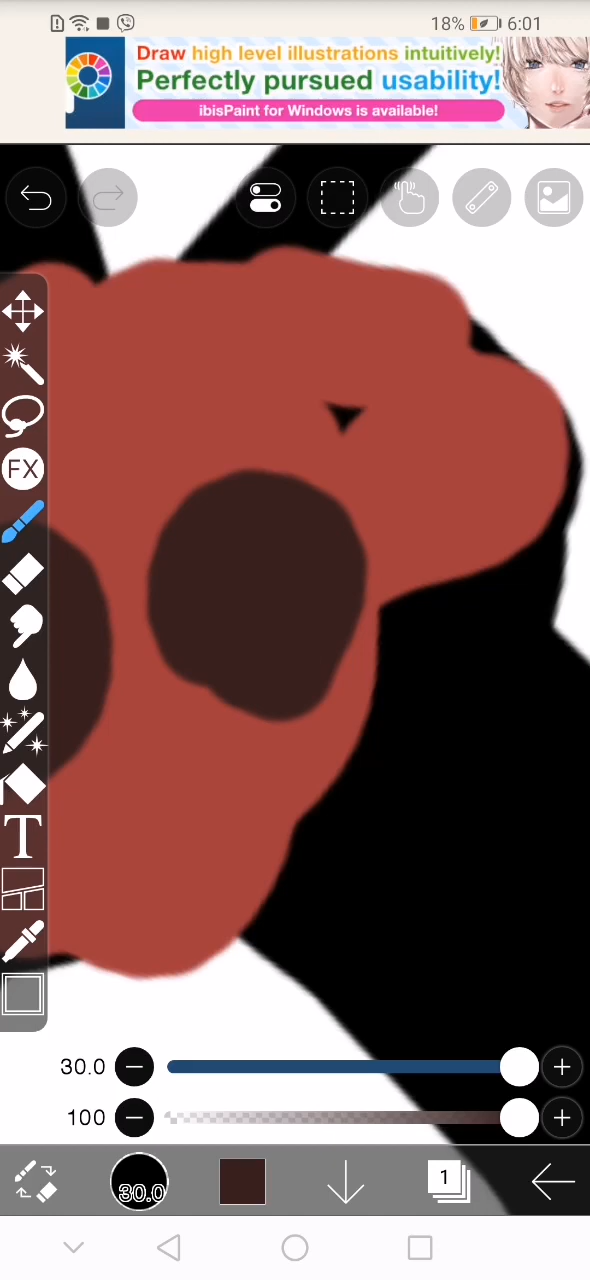 18% 6:01
Draw high level illustrations intuitively!
Perfectly pursued usability!
ibisPaint for Windows is available!
FX
T
30.0
100
30.0
1